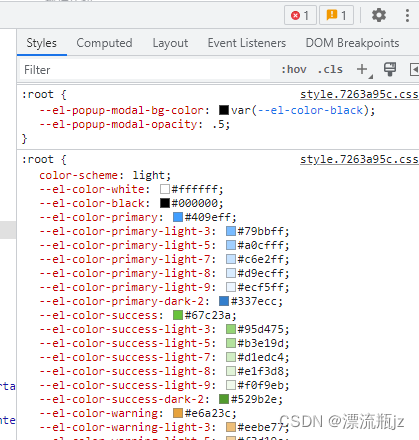 1 1
Styles Computed Layout Event Listeners DOM Breakpoints
Filter :hov .cls
:root { style.7263a95c.css
--el-popup-modal-bg-color: var(--el-color-black);
--el-popup-modal-opacity: .5;
}
:root { style.7263a95c.css
color-scheme: light;
--el-color-white: #ffffff;
--el-color-black: #000000;
--el-color-primary: #409eff;
--el-color-primary-light-3: #79bbff;
--el-color-primary-light-5: #a0cfff;
--el-color-primary-light-7: #c6e2ff;
--el-color-primary-light-8: #d9ecff;
--el-color-primary-light-9: #ecf5ff;
--el-color-primary-dark-2: #337ecc;
--el-color-success: #67c23a;
--el-color-success-light-3: #95d475;
--el-color-success-light-5: #b3e19d;
--el-color-success-light-7: #d1edc4;
--el-color-success-light-8: #e1f3d8;
--el-color-success-light-9: #f0f9eb;
--el-color-success-dark-2: #529b2e;
--el-color-warning: #e6a23c;
--el-color-warning-light-3: #eebe77;
CSDN @漂流瓶jz